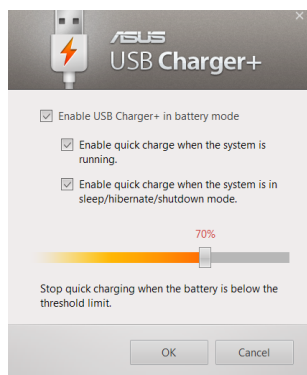 ASUS
USB Charger+
Enable USB Charger+ in battery mode
Enable quick charge when the system is
running.
Enable quick charge when the system is in
sleep/hibernate/shutdown mode.
70%
Stop quick charging when the battery is below the
threshold limit.
OK Cancel